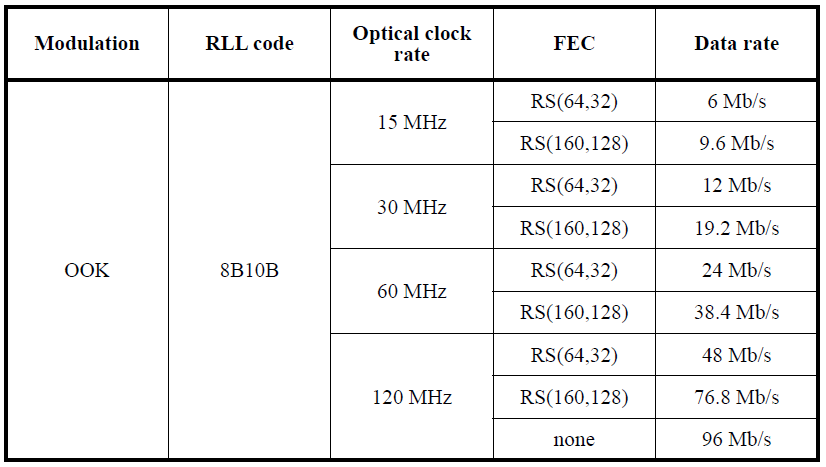 Modulation RLL code Optical clock rate FEC Data rate
OOK 8B10B 15 MHz RS(64,32) 6 Mb/s
RS(160,128) 9.6 Mb/s
30 MHz RS(64,32) 12 Mb/s
RS(160,128) 19.2 Mb/s
60 MHz RS(64,32) 24 Mb/s
RS(160,128) 38.4 Mb/s
120 MHz RS(64,32) 48 Mb/s
RS(160,128) 76.8 Mb/s
none 96 Mb/s